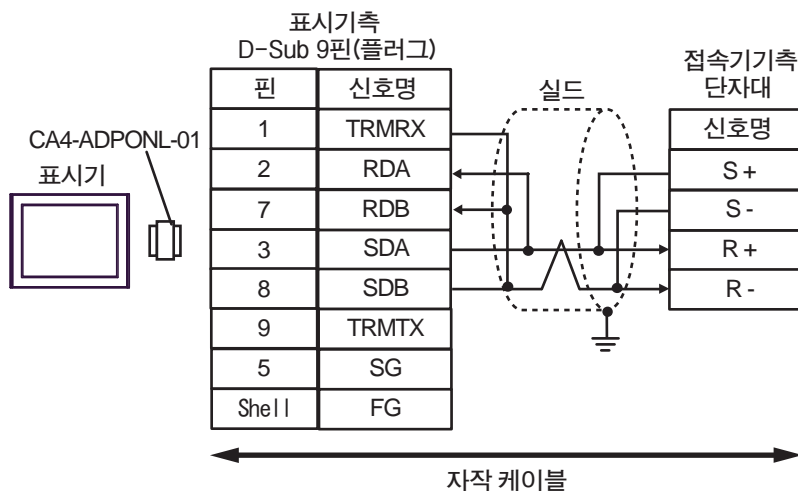 표시기측
D-Sub 9핀(플러그)
접속기기측
단자대
핀 신호명
실드
신호명
1 TRMRX
CA4-ADPONL-01
표시기
2 RDA
S +
7 RDB
S -
3 SDA
R +
8 SDB
R -
9 TRMTX
5 SG
Shell FG
자작 케이블